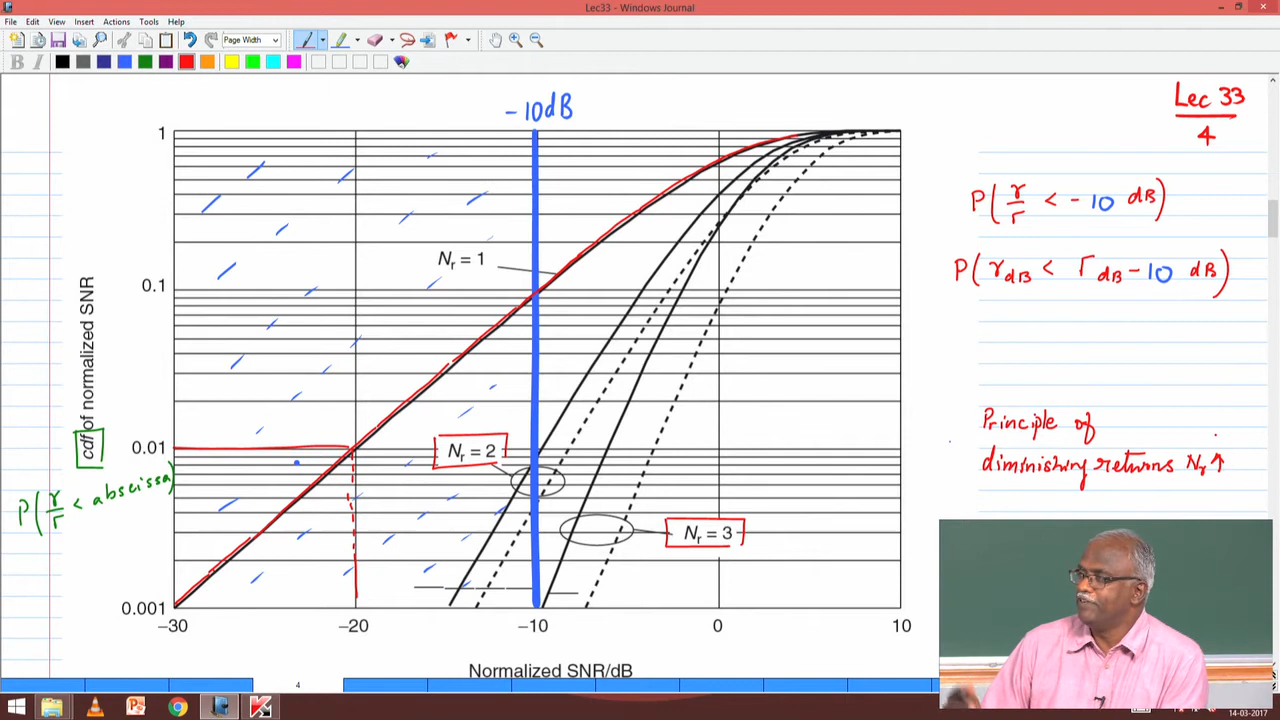 Lec33 - Windows Journal
File Edit View Insert Actions Tools Help
Page Width
B I
-10dB
Lec 33
4
1
0.1
0.01
0.001
cdf of normalized SNR
P(γ/Γ < abscissa)
Nr = 1
Nr = 2
Nr = 3
−30 −20 −10 0 10
Normalized SNR/dB
P(γ/Γ < -10 dB)
P(γdB < ΓdB - 10 dB)
Principle of
diminishing returns Nr ↑
4
14-03-2017